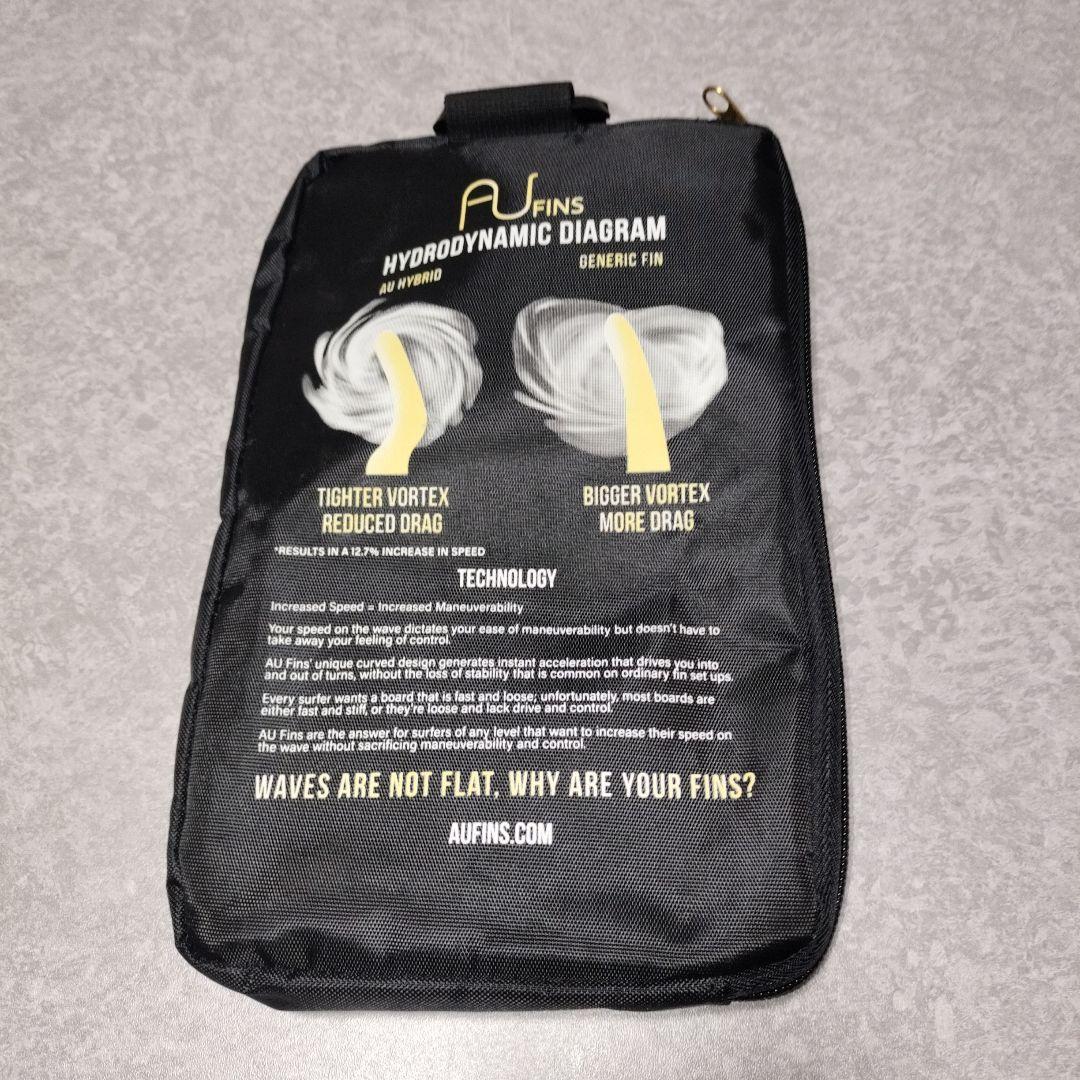 AU FINS
HYDRODYNAMIC DIAGRAM
AU HYBRID
GENERIC FIN
TIGHTER VORTEX
REDUCED DRAG
BIGGER VORTEX
MORE DRAG
*RESULTS IN A 12.7% INCREASE IN SPEED
TECHNOLOGY
Increased Speed = Increased Maneuverability
Your speed on the wave dictates your ease of maneuverability but doesn't have to
take away your feeling of control.
AU Fins' unique curved design generates instant acceleration that drives you into
and out of turns, without the loss of stability that is common on ordinary fin set ups.
Every surfer wants a board that is fast and loose; unfortunately, most boards are
either fast and stiff, or they're loose and lack drive and control.
AU Fins are the answer for surfers of any level that want to increase their speed on
the wave without sacrificing maneuverability and control.
WAVES ARE NOT FLAT, WHY ARE YOUR FINS?
AUFINS.COM